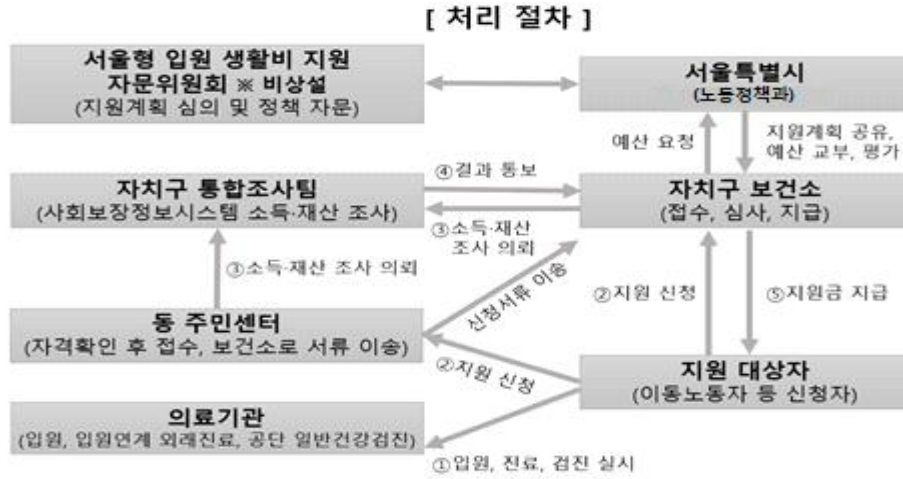 [ 처리 절차 ]
서울형 입원 생활비 지원
자문위원회 ※ 비상설
(지원계획 심의 및 정책 자문)
서울특별시
(노동정책과)
예산 요청
지원계획 공유,
예산 교부, 평가
자치구 통합조사팀
(사회보장정보시스템 소득·재산 조사)
④결과 통보
자치구 보건소
(접수, 심사, 지급)
③소득·재산
조사 의뢰
③소득·재산 조사 의뢰
신청서류 이송
②지원 신청
⑤지원금 지급
동 주민센터
(자격확인 후 접수, 보건소로 서류 이송)
②지원 신청
지원 대상자
(이동노동자 등 신청자)
의료기관
(입원, 입원연계 외래진료, 공단 일반건강검진)
①입원, 진료, 검진 실시